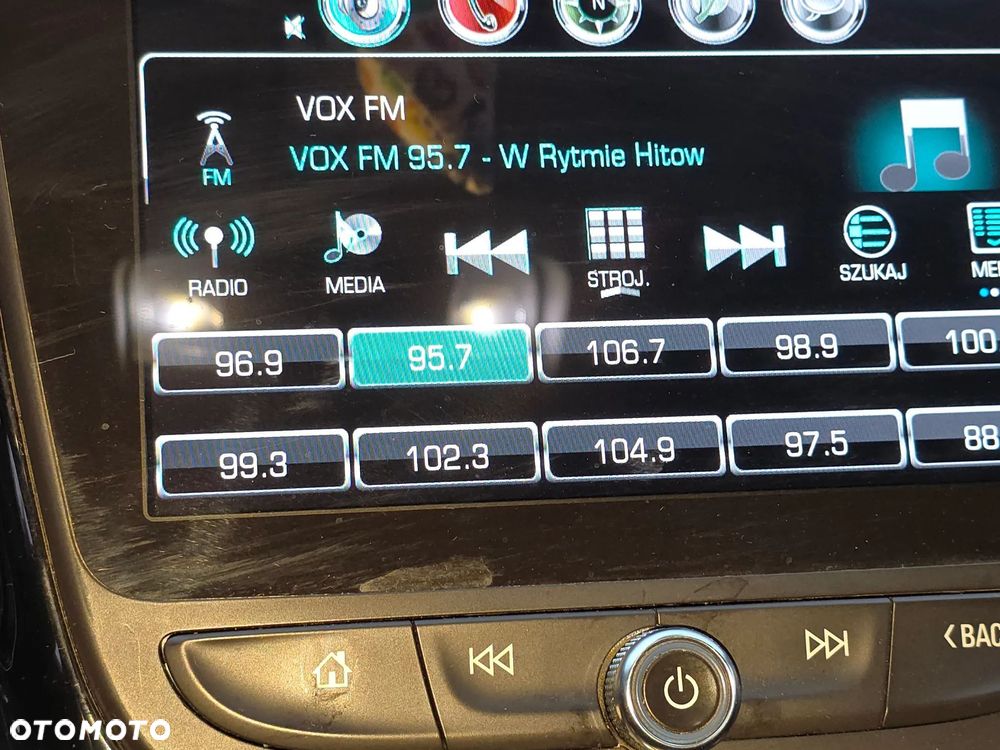 N
VOX FM
VOX FM 95.7 - W Rytmie Hitow
FM
RADIO
MEDIA
STROJ.
SZUKAJ
96.9
95.7
106.7
98.9
99.3
102.3
104.9
97.5
OTOMOTO